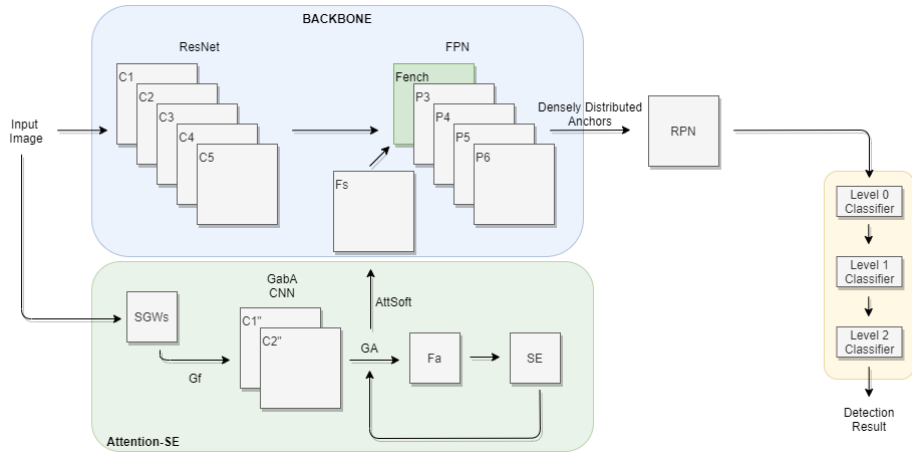 BACKBONE
ResNet
FPN
C1
C2
C3
C4
C5
Fench
P3
P4
P5
P6
Fs
Input
Image
Densely Distributed
Anchors
RPN
Level 0
Classifier
Level 1
Classifier
Level 2
Classifier
Detection
Result
GabA
CNN
AttSoft
SGWs
Gf
C1"
C2"
GA
Fa
SE
Attention-SE